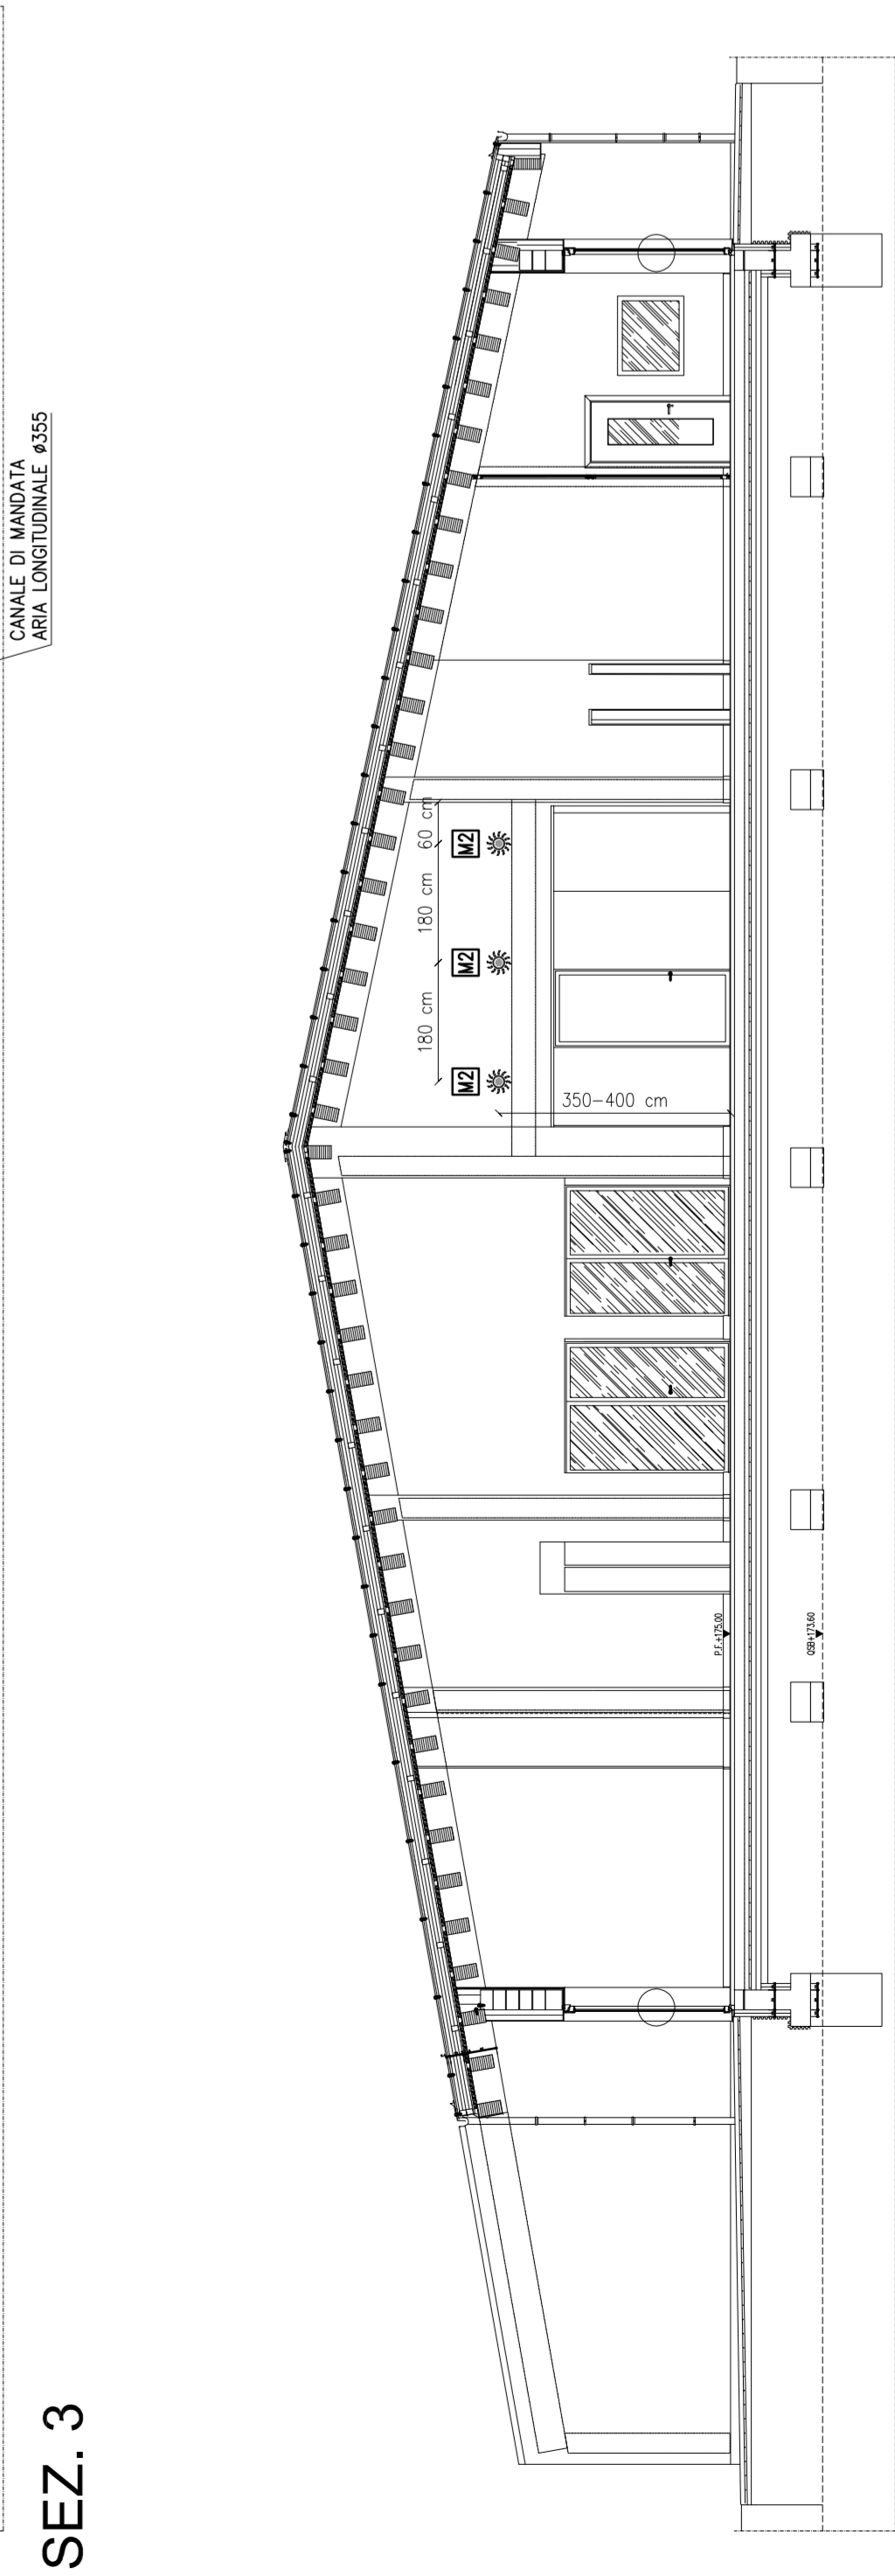 CANALE DI MANDATA
ARIA LONGITUDINALE ø355
SEZ. 3
180 cm
180 cm
60 cm
M2
M2
M2
350-400 cm
P.F.+175.00
QSB+173.60